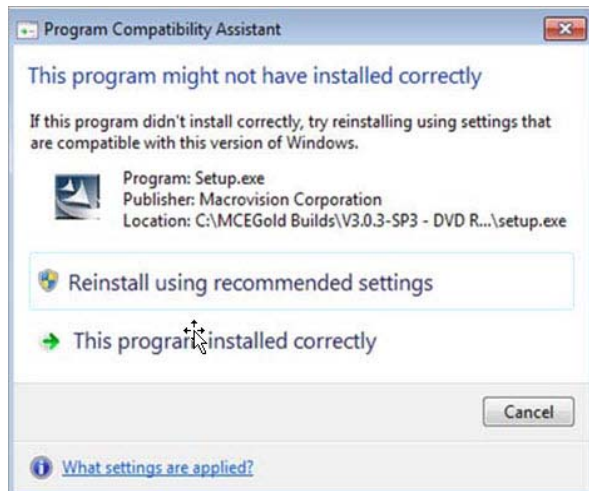 Program Compatibility Assistant
This program might not have installed correctly
If this program didn't install correctly, try reinstalling using settings that
are compatible with this version of Windows.
Program: Setup.exe
Publisher: Macrovision Corporation
Location: C:\MCEGold Builds\V3.0.3-SP3 - DVD R...\setup.exe
Reinstall using recommended settings
This program installed correctly
Cancel
What settings are applied?